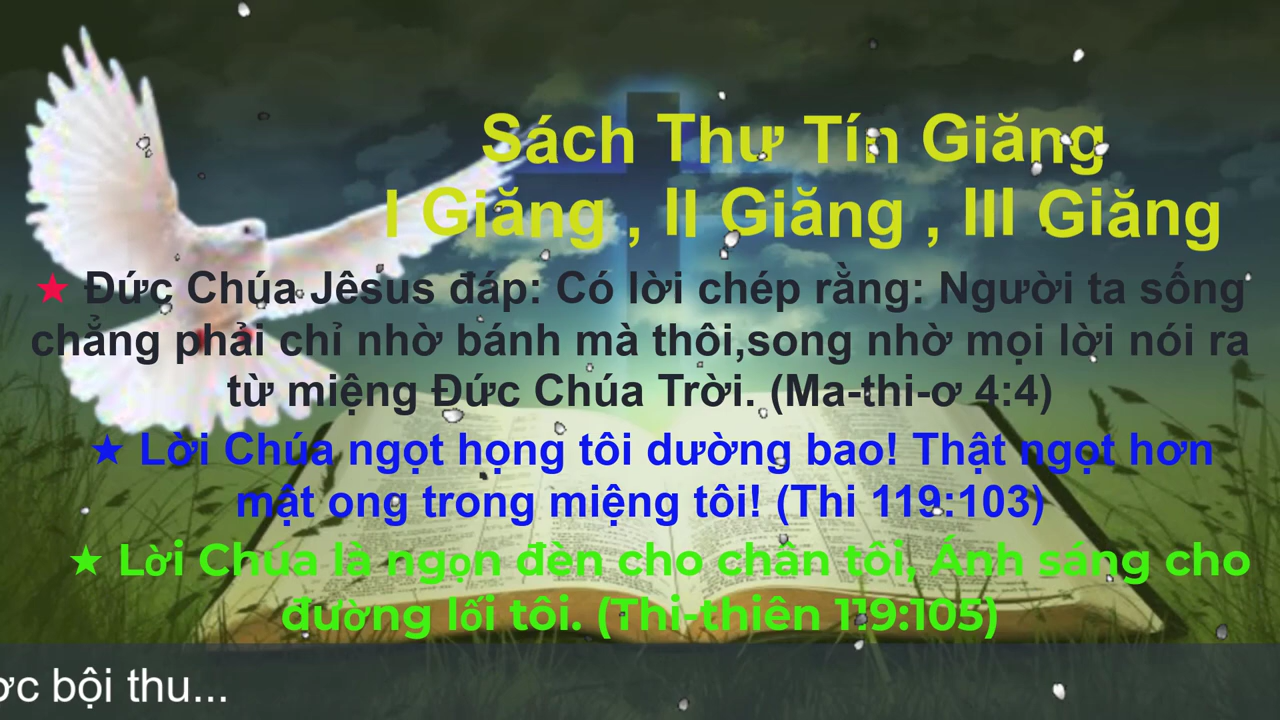 Sách Thư Tín Giăng
I Giăng , II Giăng , III Giăng
★ Đức Chúa Jêsus đáp: Có lời chép rằng: Người ta sống
chẳng phải chỉ nhờ bánh mà thôi,song nhờ mọi lời nói ra
từ miệng Đức Chúa Trời. (Ma-thi-ơ 4:4)
★ Lời Chúa ngọt họng tôi dường bao! Thật ngọt hơn
mật ong trong miệng tôi! (Thi 119:103)
★ Lời Chúa là ngọn đèn cho chân tôi, Ánh sáng cho
đường lối tôi. (Thi-thiên 119:105)
bội thu...